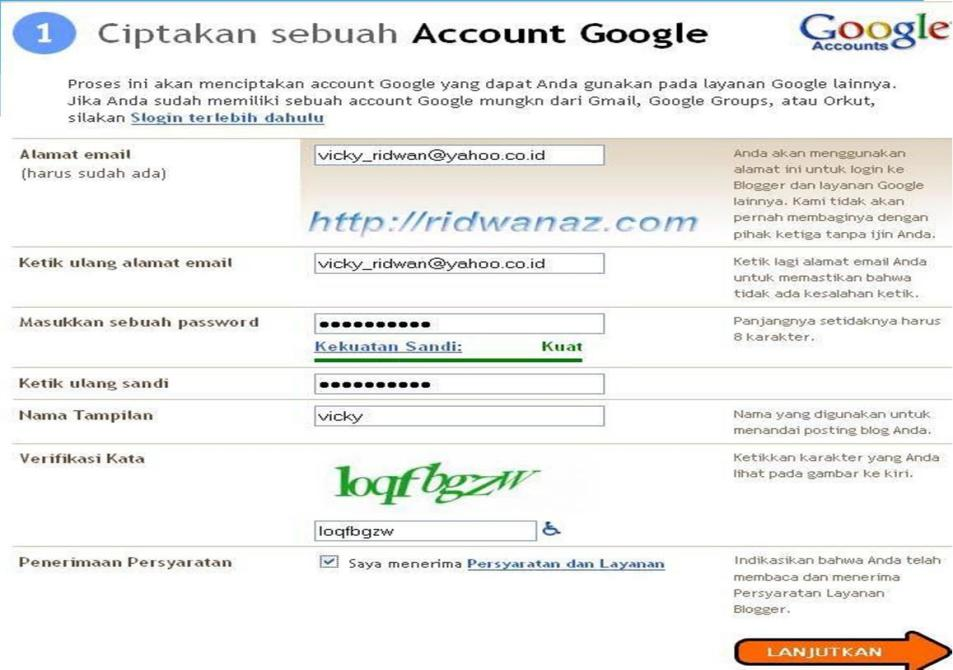 1 Ciptakan sebuah Account Google
Google
Accounts
Proses ini akan menciptakan account Google yang dapat Anda gunakan pada layanan Google lainnya.
Jika Anda sudah memiliki sebuah account Google mungkn dari Gmail, Google Groups, atau Orkut,
silakan Slogin terlebih dahulu
Alamat email
(harus sudah ada)
vicky_ridwan@yahoo.co.id
http://ridwanaz.com
Anda akan menggunakan
alamat ini untuk login ke
Blogger dan layanan Google
lainnya. Kami tidak akan
pernah membaginya dengan
pihak ketiga tanpa ijin Anda.
Ketik ulang alamat email
vicky_ridwan@yahoo.co.id
Ketik lagi alamat email Anda
untuk memastikan bahwa
tidak ada kesalahan ketik.
Masukkan sebuah password
●●●●●●●●●●
Kekuatan Sandi: Kuat
Panjangnya setidaknya harus
8 karakter.
Ketik ulang sandi
●●●●●●●●●●
Nama Tampilan
vicky
Nama yang digunakan untuk
menandai posting blog Anda.
Verifikasi Kata
loqfbgzw
loqfbgzw
Ketikkan karakter yang Anda
lihat pada gambar ke kiri.
Penerimaan Persyaratan
Saya menerima Persyaratan dan Layanan
Indikasikan bahwa Anda telah
membaca dan menerima
Persyaratan Layanan
Blogger.
LANJUTKAN